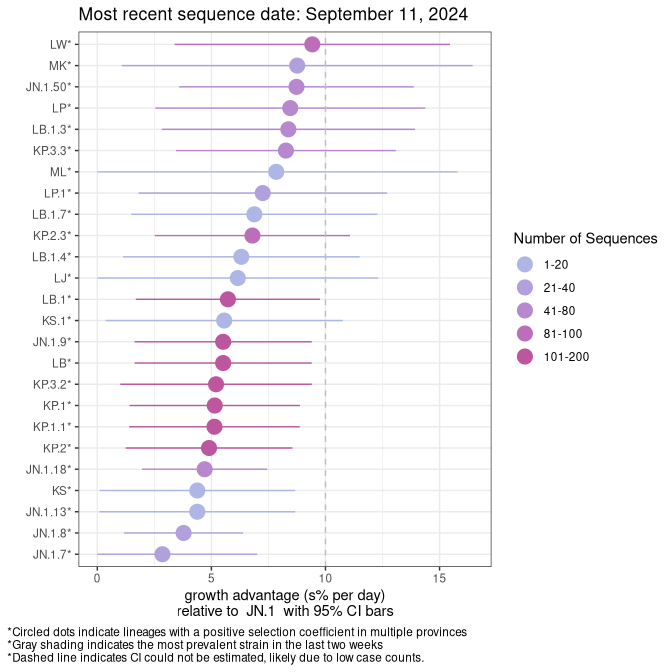 Most recent sequence date: September 11, 2024
LW*
MK*
JN.1.50*
LP*
LB.1.3*
KP.3.3*
ML*
LP.1*
LB.1.7*
KP.2.3*
LB.1.4*
LJ*
LB.1*
KS.1*
JN.1.9*
LB*
KP.3.2*
KP.1*
KP.1.1*
KP.2*
JN.1.18*
KS*
JN.1.13*
JN.1.8*
JN.1.7*
0 5 10 15
growth advantage (s% per day)
relative to JN.1 with 95% CI bars
Number of Sequences
1-20
21-40
41-80
81-100
101-200
*Circled dots indicate lineages with a positive selection coefficient in multiple provinces
*Gray shading indicates the most prevalent strain in the last two weeks
*Dashed line indicates CI could not be estimated, likely due to low case counts.